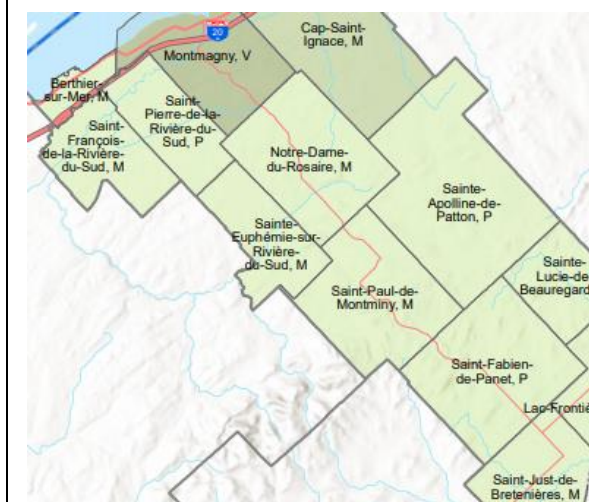 Cap-Saint-
Ignace, M
20
Montmagny, V
Berthier-
sur-Mer, M
Saint-
Pierre-de-la-
Rivière-du-
Sud, P
Saint-
François-
de-la-Rivière-
du-Sud, M
Notre-Dame-
du-Rosaire, M
Sainte-
Apolline-de-
Patton, P
Sainte-
Euphémie-sur-
Rivière-
du-Sud, M
Sainte-
Lucie-de-
Beauregard
Saint-Paul-de-
Montminy, M
Saint-Fabien-
de-Panet, P
Lac-Frontiè
Saint-Just-de-
Bretenières, M